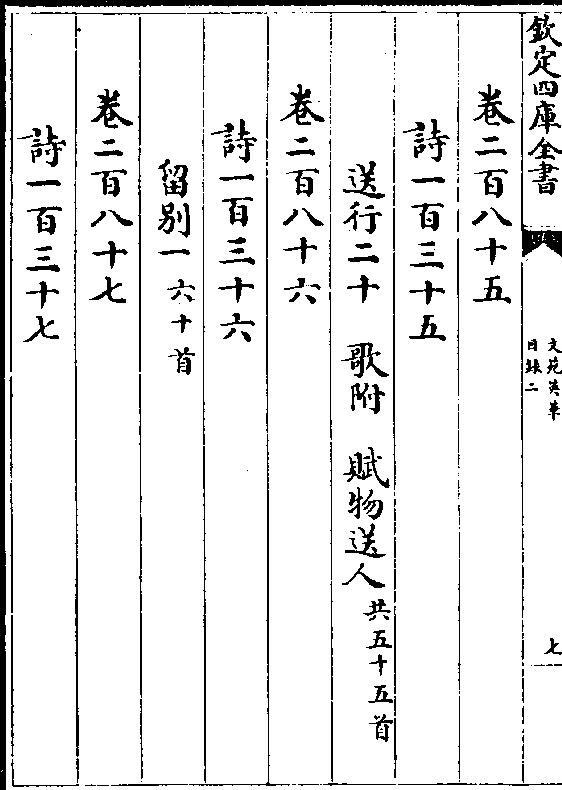 欽定四庫全書
文苑英華
目錄二
七
卷二百八十五
詩一百三十五
送行二十 歌附 賦物送人 共五十五首
卷二百八十六
詩一百三十六
留別一 六十首
卷二百八十七
詩一百三十七